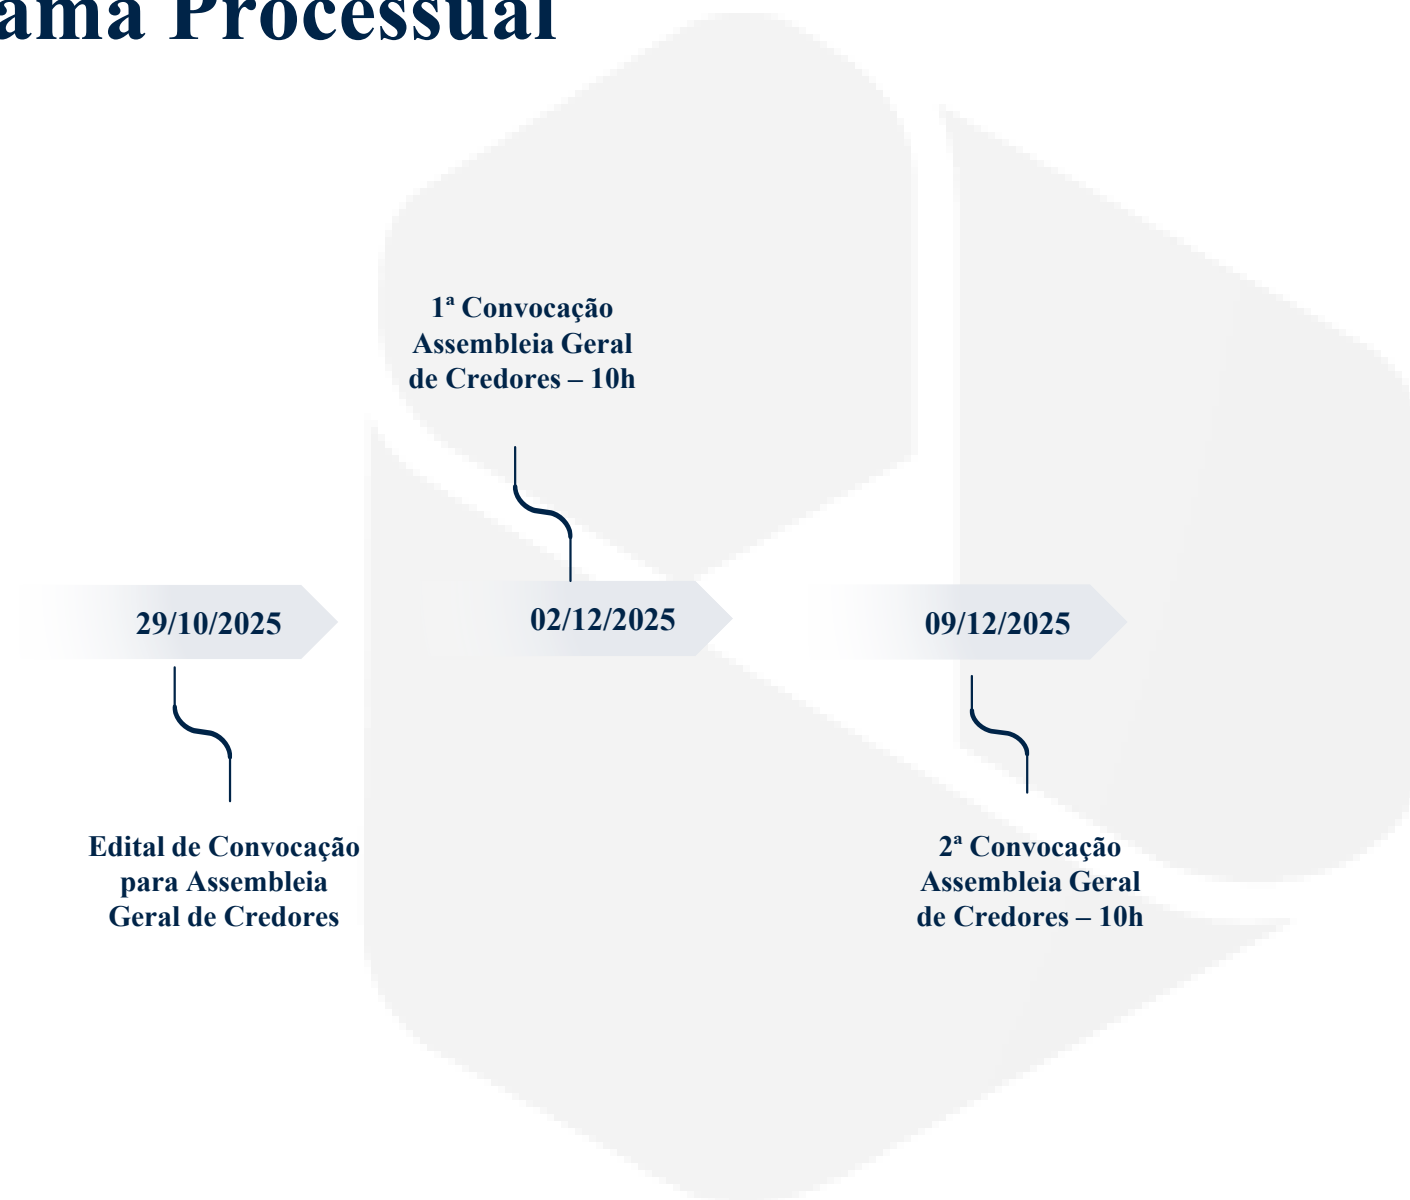 ama Processual
1ª Convocação
Assembleia Geral
de Credores – 10h
29/10/2025
02/12/2025
09/12/2025
Edital de Convocação
para Assembleia
Geral de Credores
2ª Convocação
Assembleia Geral
de Credores – 10h